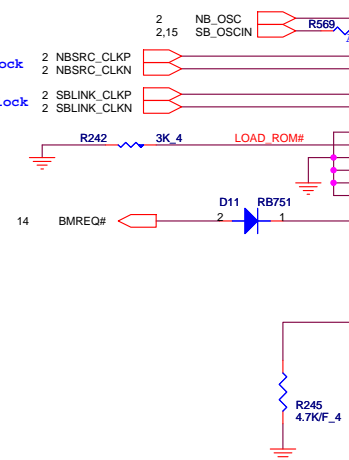 2 NB_OSC
2,15 SB_OSCIN
R569
ock 2 NBSRC_CLKP
2 NBSRC_CLKN
lock 2 SBLINK_CLKP
2 SBLINK_CLKN
R242 3K_4 LOAD_ROM#
D11 RB751
14 BMREQ# 2 1
R245
4.7K/F_4